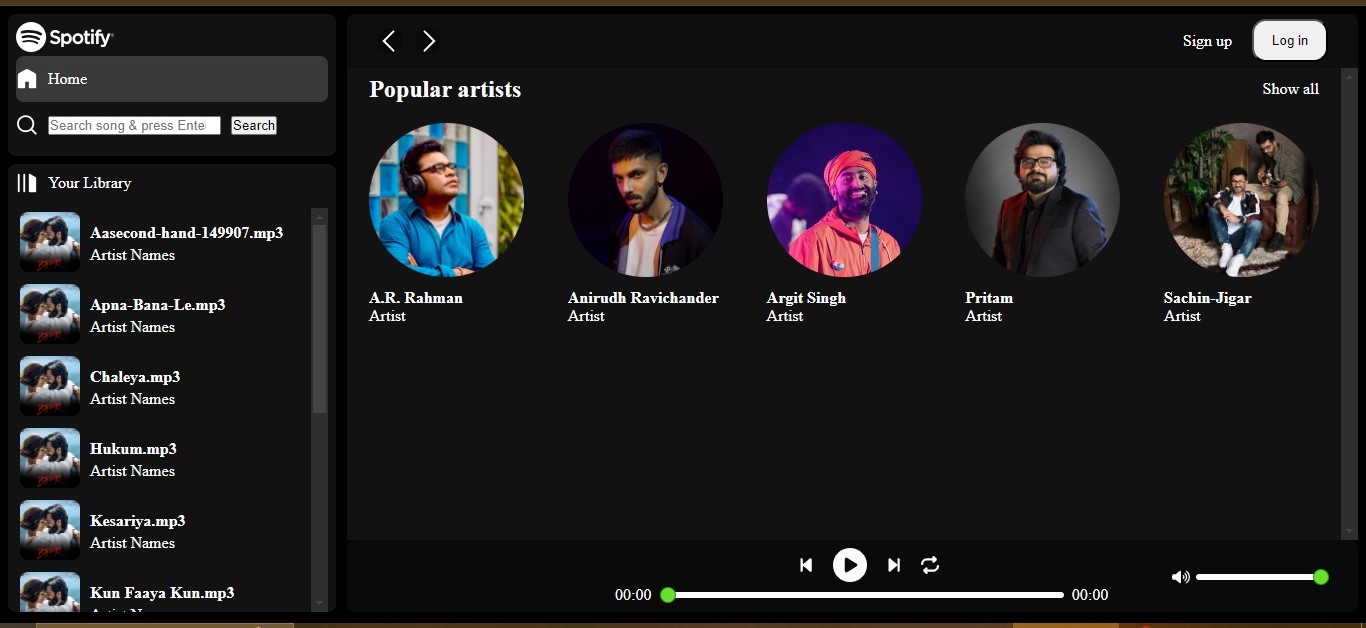 Spotify
Home
Search song & press Ente
Search
Your Library
Aasecond-hand-149907.mp3
Artist Names
Apna-Bana-Le.mp3
Artist Names
Chaleya.mp3
Artist Names
Hukum.mp3
Artist Names
Kesariya.mp3
Artist Names
Kun Faaya Kun.mp3
Sign up
Log in
Popular artists
Show all
A.R. Rahman
Artist
Anirudh Ravichander
Artist
Argit Singh
Artist
Pritam
Artist
Sachin-Jigar
Artist
00:00
00:00